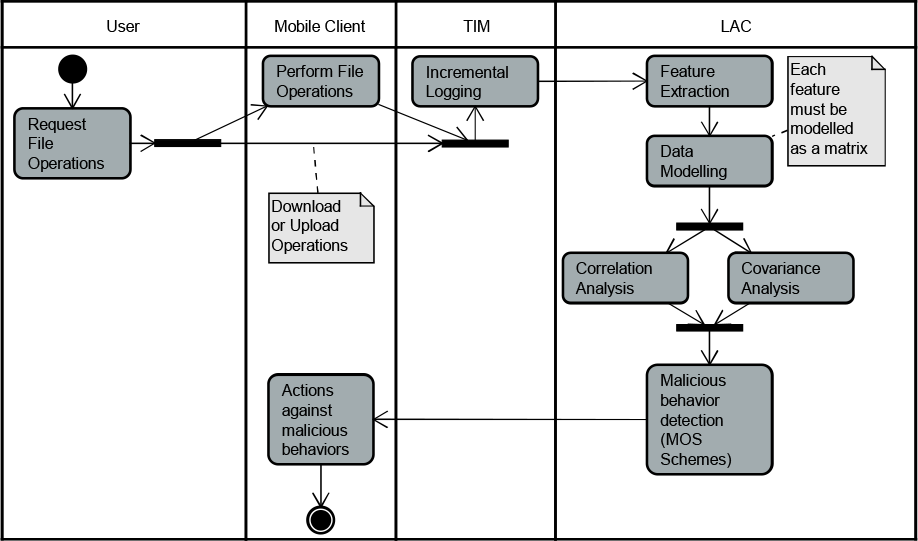 User
Mobile Client
TIM
LAC
Request
File
Operations
Perform File
Operations
Incremental
Logging
Feature
Extraction
Each
feature
must be
modelled
as a matrix
Data
Modelling
Download
or Upload
Operations
Correlation
Analysis
Covariance
Analysis
Actions
against
malicious
behaviors
Malicious
behavior
detection
(MOS
Schemes)